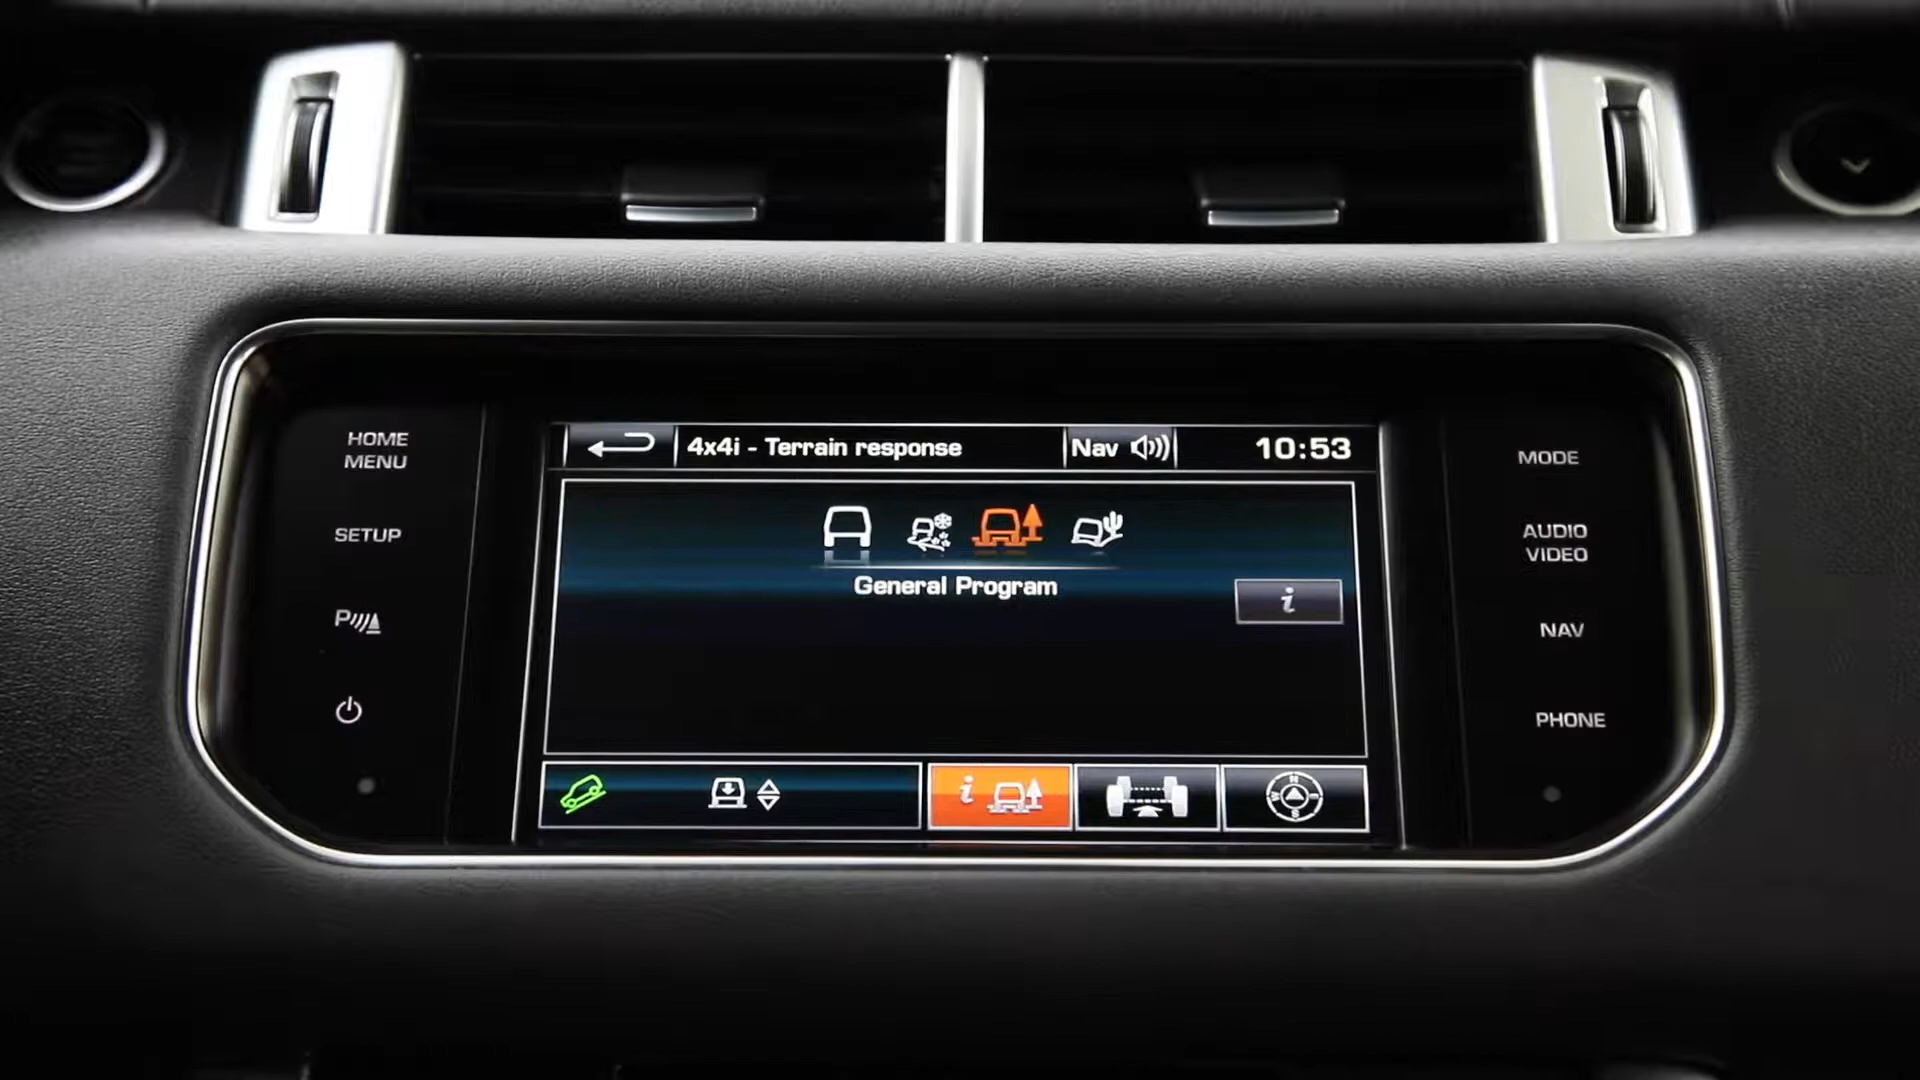 HOME
MENU
SETUP
P
4x4i - Terrain response
Nav
10:53
General Program
i
i
N
S
MODE
AUDIO
VIDEO
NAV
PHONE